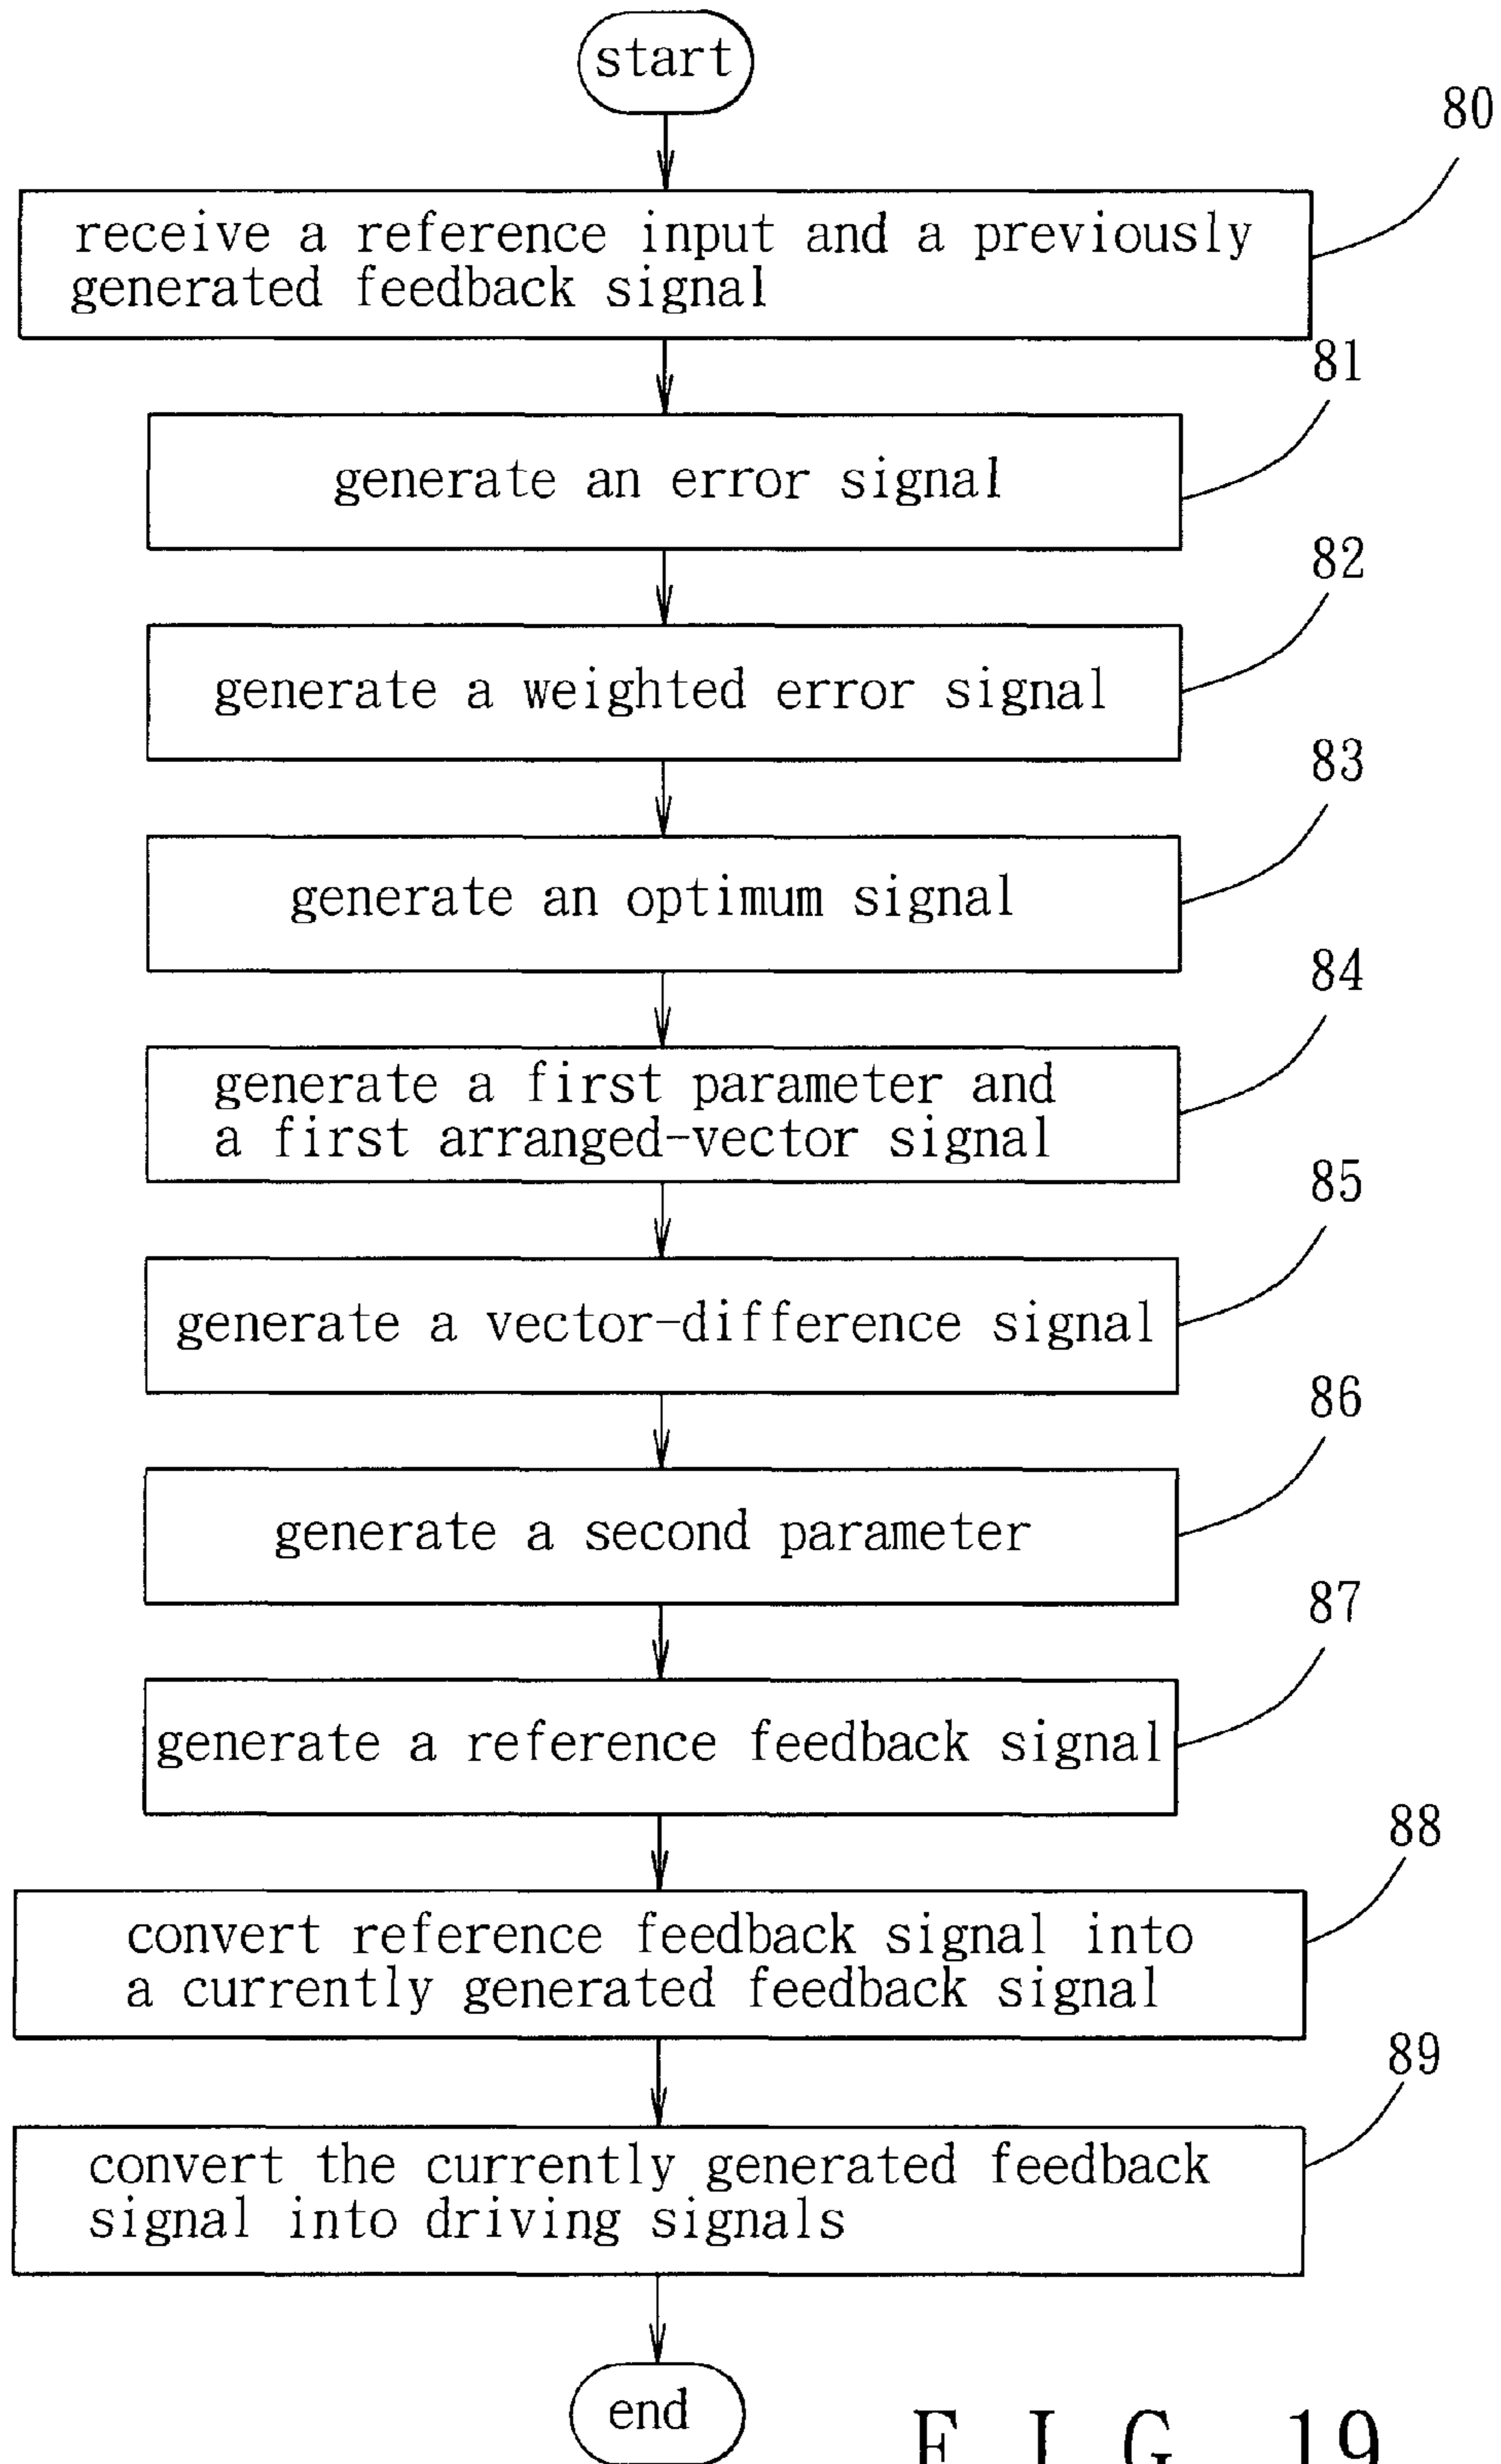 start
80
receive a reference input and a previously
generated feedback signal
81
generate an error signal
82
generate a weighted error signal
83
generate an optimum signal
84
generate a first parameter and
a first arranged-vector signal
85
generate a vector-difference signal
86
generate a second parameter
87
generate a reference feedback signal
88
convert reference feedback signal into
a currently generated feedback signal
89
convert the currently generated feedback
signal into driving signals
end
F I G. 19